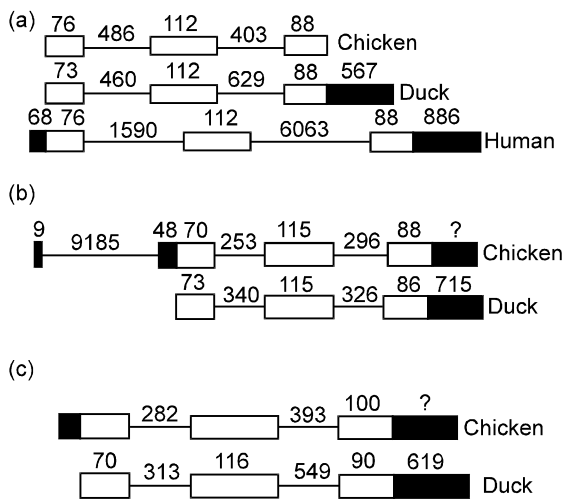 (a)
76 486 112 403 88 Chicken
73 460 112 629 88 567 Duck
68 76 1590 112 6063 88 886 Human
(b)
9 9185 48 70 253 115 296 88 ? Chicken
73 340 115 326 86 715 Duck
(c)
282 393 100 ? Chicken
70 313 116 549 90 619 Duck